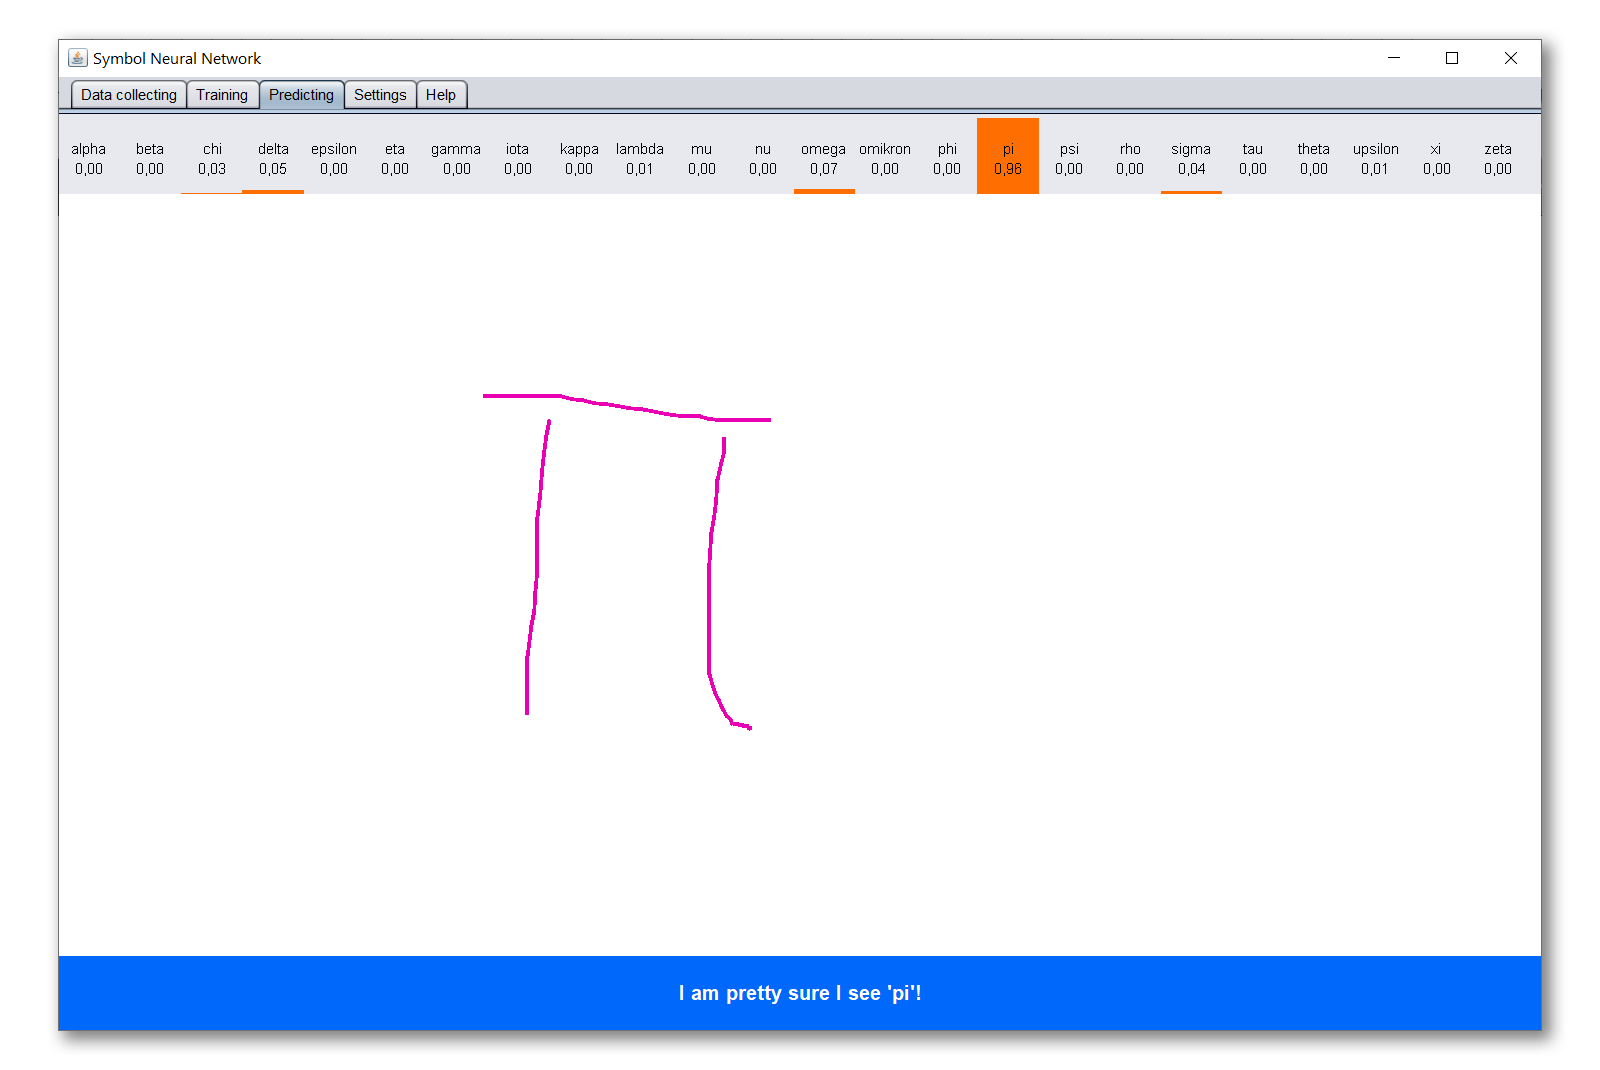 Symbol Neural Network
Data collecting Training Predicting Settings Help
alpha beta chi delta epsilon eta gamma iota kappa lambda mu nu omega omikron phi pi psi rho sigma tau theta upsilon xi zeta
0,00 0,00 0,03 0,05 0,00 0,00 0,00 0,00 0,00 0,01 0,00 0,00 0,07 0,00 0,00 0,96 0,00 0,00 0,04 0,00 0,00 0,01 0,00 0,00
π
I am pretty sure I see 'pi'!